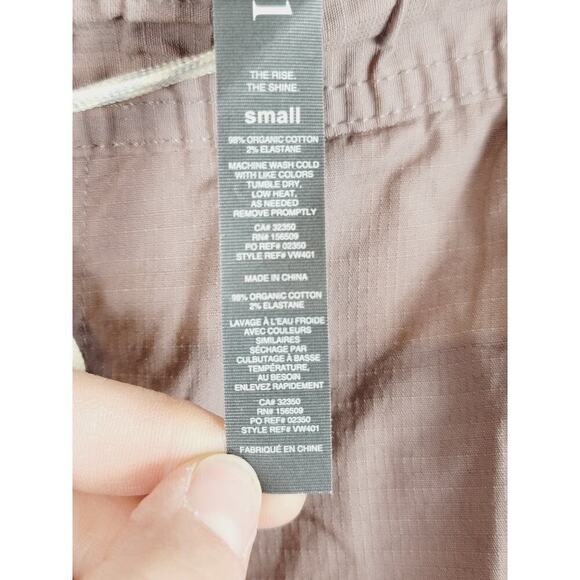 THE RISE.
THE SHINE.
small
98% ORGANIC COTTON
2% ELASTANE
MACHINE WASH COLD
WITH LIKE COLORS
TUMBLE DRY,
LOW HEAT,
AS NEEDED
REMOVE PROMPTLY
CA# 32350
RN# 156509
PO REF# 02350
STYLE REF# VW401
MADE IN CHINA
98% ORGANIC COTTON
2% ELASTANE
LAVAGE À L'EAU FROIDE
AVEC COULEURS
SIMILAIRES
SÉCHAGE PAR
CULBUTAGE À BASSE
TEMPÉRATURE,
AU BESOIN
ENLEVEZ RAPIDEMENT
CA# 32350
RN# 156509
PO REF# 02350
STYLE REF# VW401
FABRIQUÉ EN CHINE